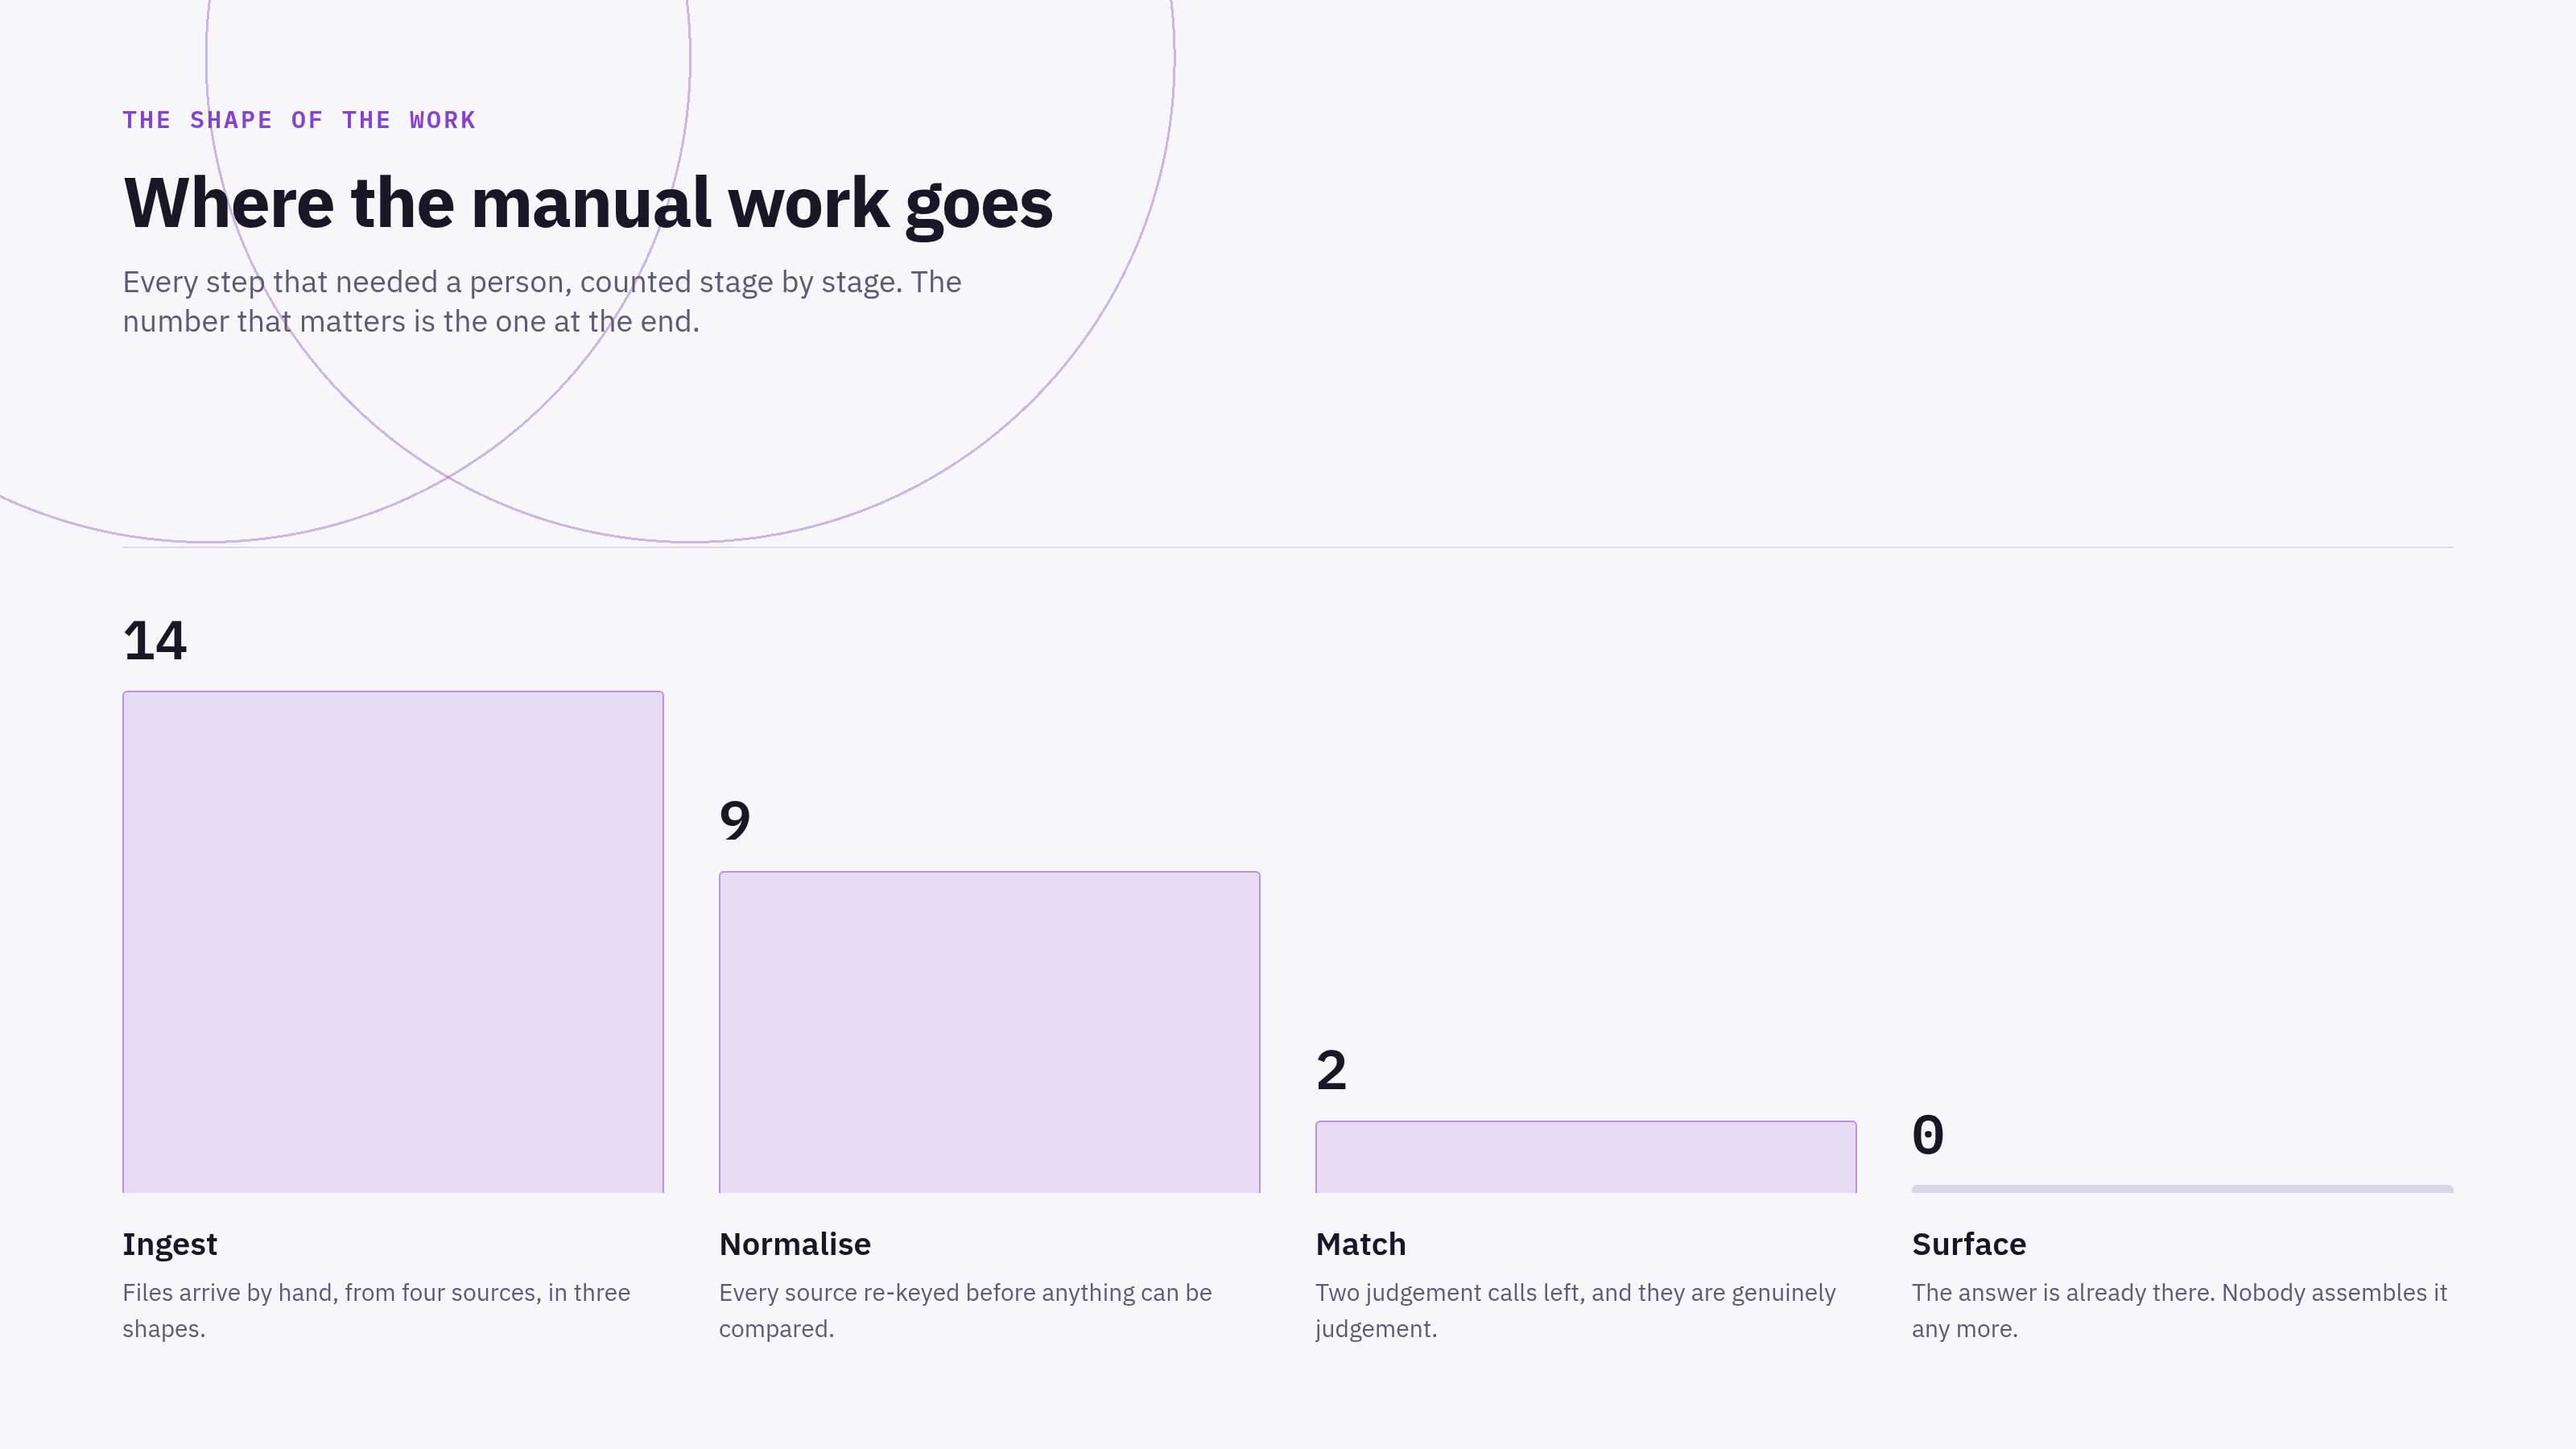 THE SHAPE OF THE WORK
Where the manual work goes
Every step that needed a person, counted stage by stage. The
number that matters is the one at the end.
14
9
2
0
Ingest
Files arrive by hand, from four sources, in three
shapes.
Normalise
Every source re-keyed before anything can be
compared.
Match
Two judgement calls left, and they are genuinely
judgement.
Surface
The answer is already there. Nobody assembles it
any more.